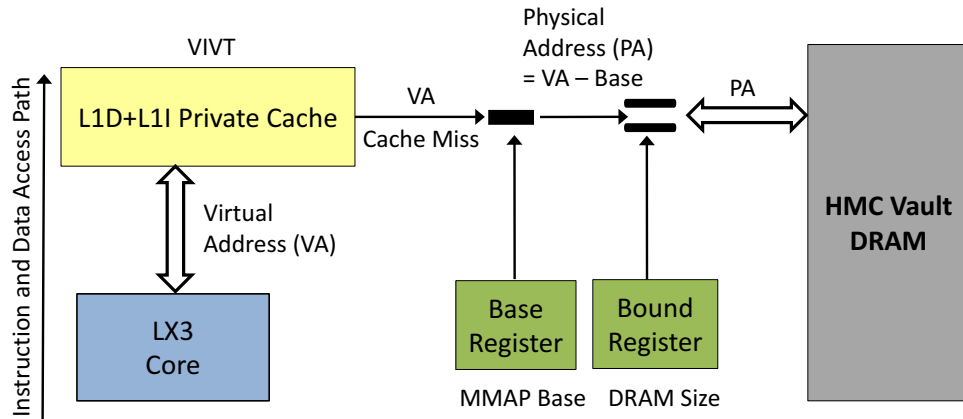 VIVT
L1D+L1I Private Cache
VA
Cache Miss
Physical
Address (PA)
= VA – Base
PA
HMC Vault
DRAM
Instruction and Data Access Path
Virtual
Address (VA)
LX3
Core
Base
Register
Bound
Register
MMAP Base
DRAM Size